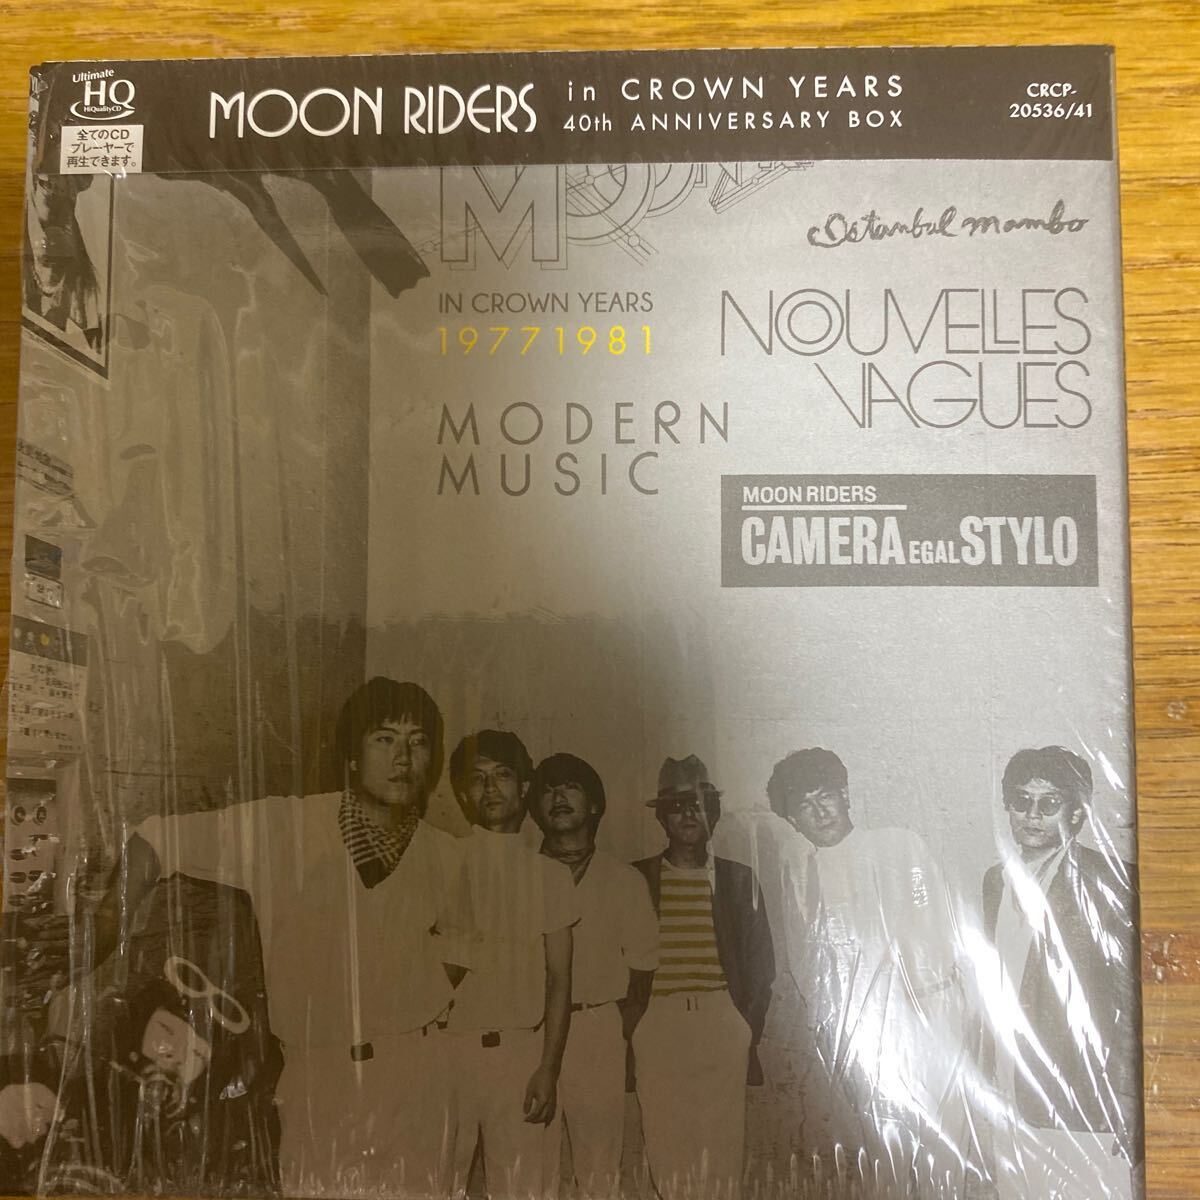 Ultimate
HQ
HiQualityCD
全てのCD
プレーヤーで
再生できます。
MOON RIDERS
in CROWN YEARS
40th ANNIVERSARY BOX
CRCP-
20536/41
MOON
Istanbul mambo
IN CROWN YEARS
19771981
NOUVELLES
VAGUES
MODERN
MUSIC
MOON RIDERS
CAMERA EGAL STYLO